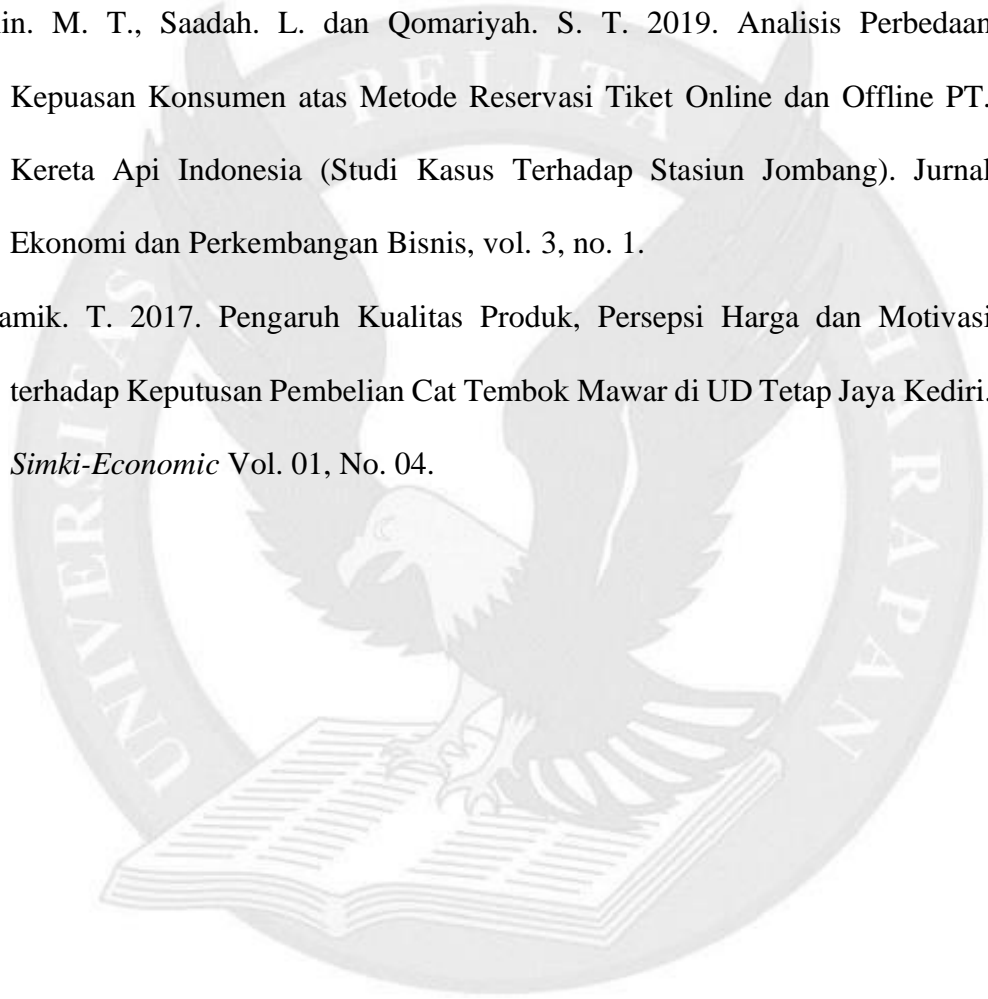 in. M. T., Saadah. L. dan Qomariyah. S. T. 2019. Analisis Perbedaan
Kepuasan Konsumen atas Metode Reservasi Tiket Online dan Offline PT.
Kereta Api Indonesia (Studi Kasus Terhadap Stasiun Jombang). Jurnal
Ekonomi dan Perkembangan Bisnis, vol. 3, no. 1.
amik. T. 2017. Pengaruh Kualitas Produk, Persepsi Harga dan Motivasi
terhadap Keputusan Pembelian Cat Tembok Mawar di UD Tetap Jaya Kediri.
Simki-Economic Vol. 01, No. 04.
UNIVERSITAS PELITA HARAPAN